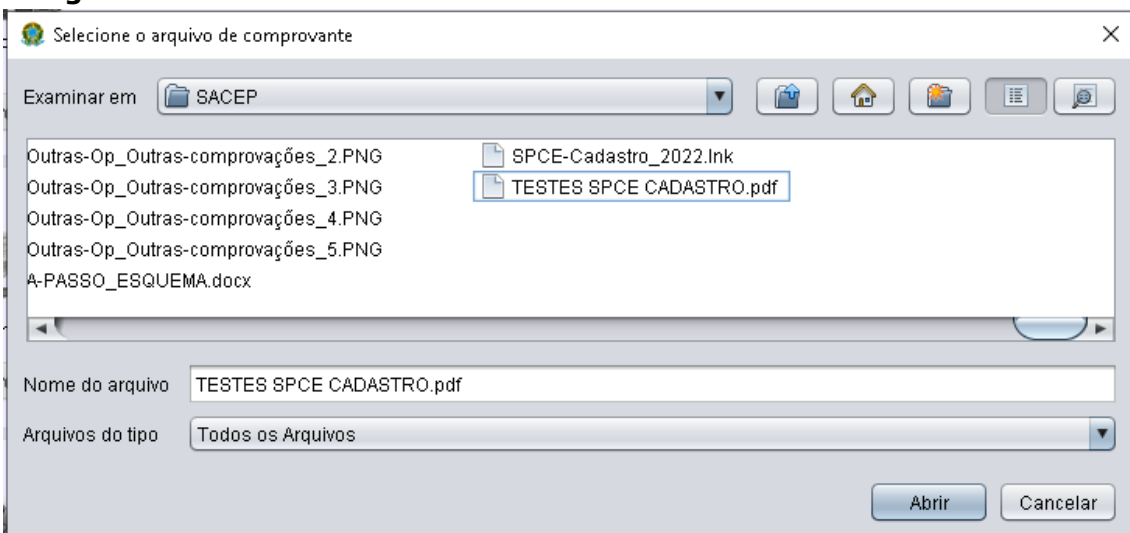 Selecione o arquivo de comprovante
Examinar em SACEP
Outras-Op_Outras-comprovações_2.PNG
Outras-Op_Outras-comprovações_3.PNG
Outras-Op_Outras-comprovações_4.PNG
Outras-Op_Outras-comprovações_5.PNG
A-PASSO_ESQUEMA.docx
SPCE-Cadastro_2022.lnk
TESTES SPCE CADASTRO.pdf
Nome do arquivo TESTES SPCE CADASTRO.pdf
Arquivos do tipo Todos os Arquivos
Abrir Cancelar